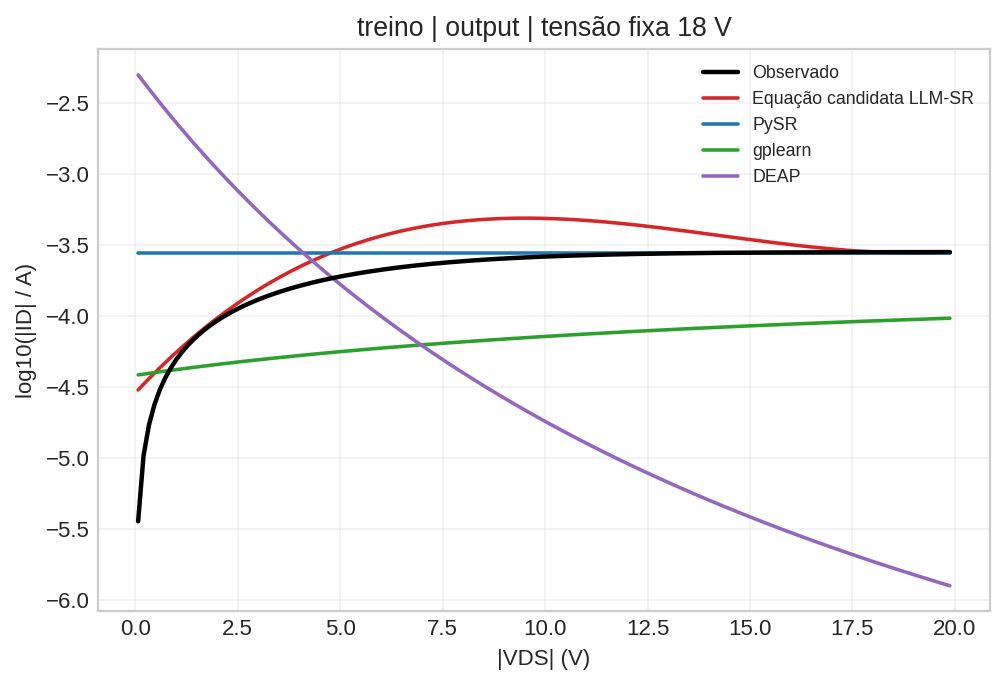 treino | output | tensão fixa 18 V
Observado
Equação candidata LLM-SR
PySR
gplearn
DEAP
−2.5
−3.0
−3.5
−4.0
−4.5
−5.0
−5.5
−6.0
log10(|ID| / A)
0.0 2.5 5.0 7.5 10.0 12.5 15.0 17.5 20.0
|VDS| (V)